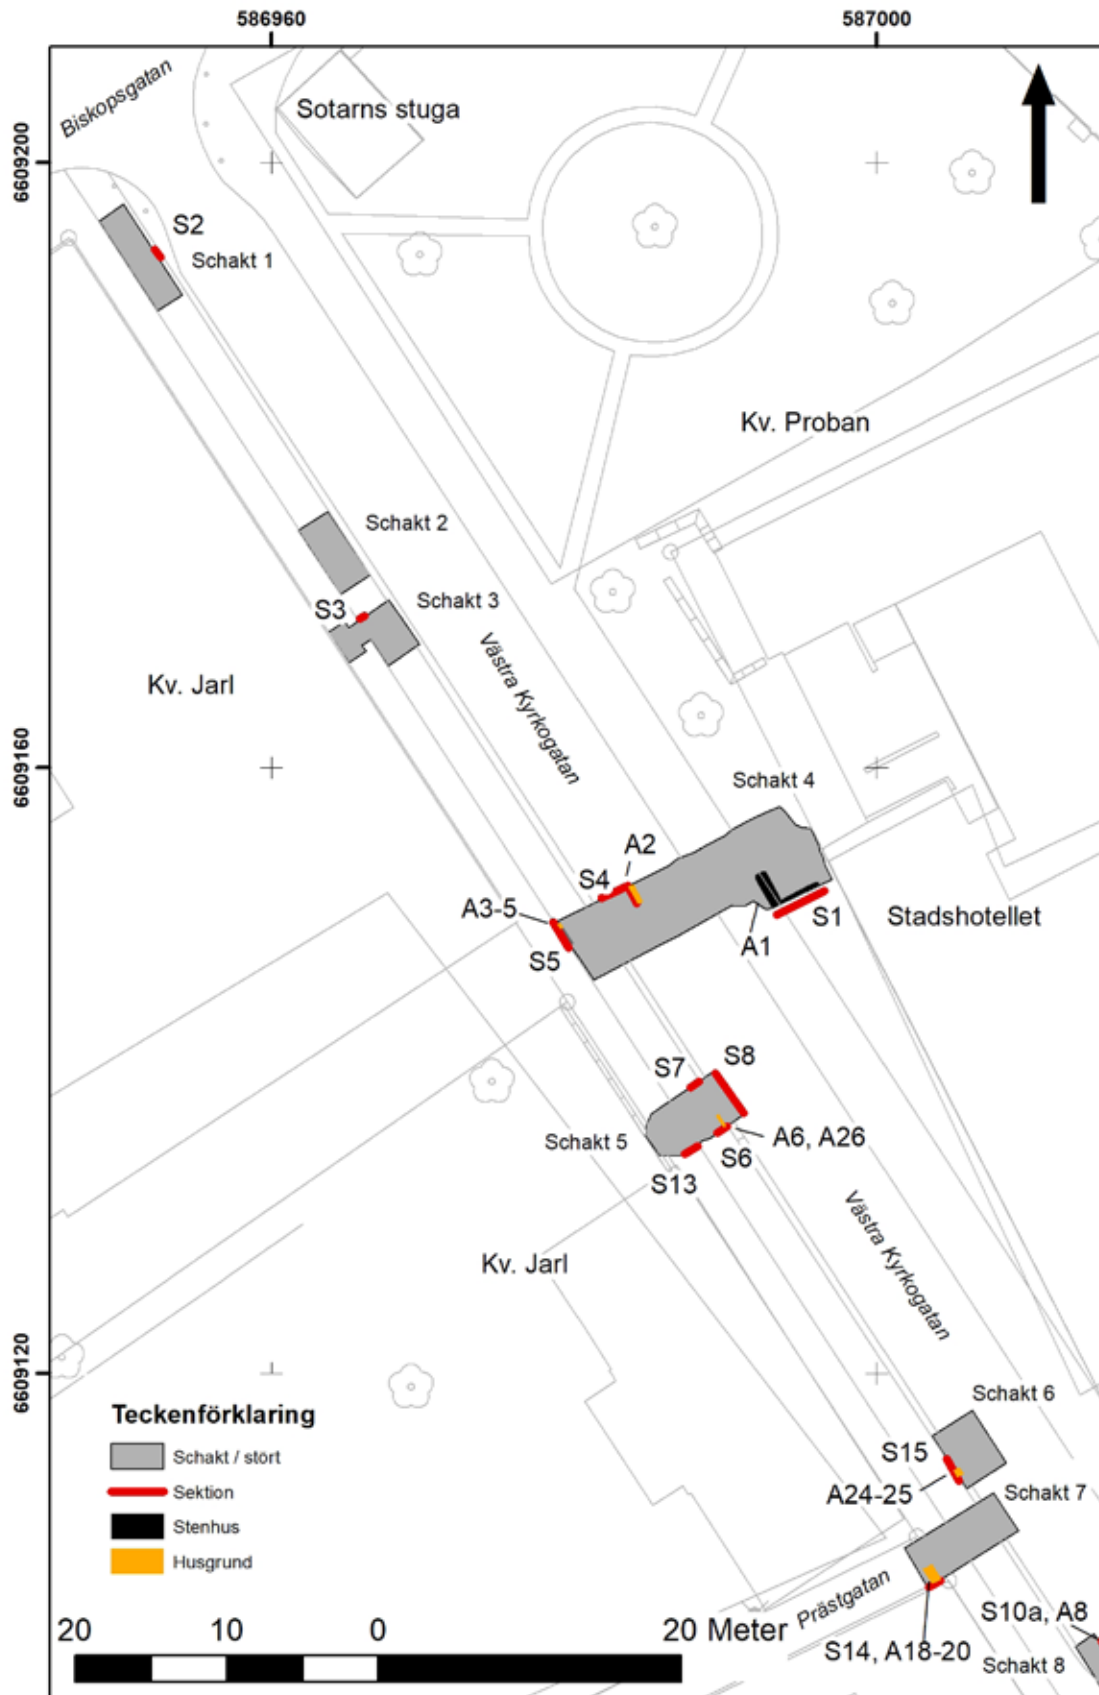 586960
587000
Biskopsgatan
Sotarns stuga
6609200
S2
Schakt 1
Kv. Proban
Schakt 2
S3
Schakt 3
Västra Kyrkogatan
Kv. Jarl
6609160
Schakt 4
A2
S4
A3-5
S1
Stadshotellet
A1
S5
S7
S8
Schakt 5
A6, A26
S6
S13
Västra Kyrkogatan
Kv. Jarl
6609120
Schakt 6
Teckenförklaring
Schakt / stört
S15
Sektion
A24-25
Schakt 7
Stenhus
Husgrund
Prästgatan
S10a, A8
20 10 0 20 Meter
S14, A18-20
Schakt 8